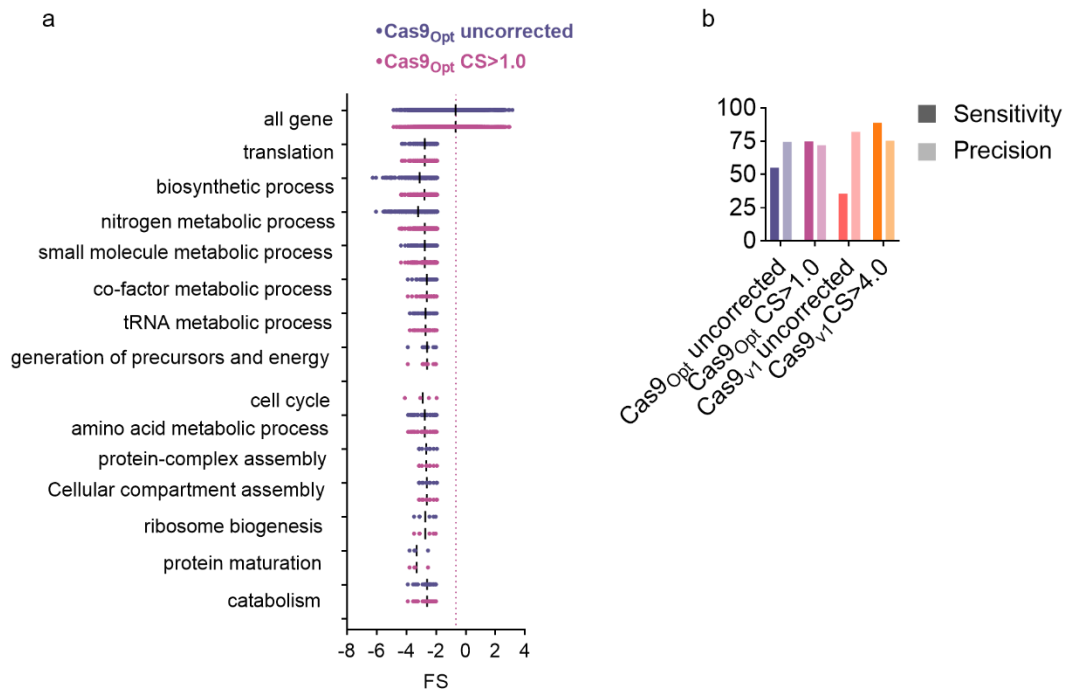 a
•Cas9Opt uncorrected
•Cas9Opt CS>1.0
all gene
translation
biosynthetic process
nitrogen metabolic process
small molecule metabolic process
co-factor metabolic process
tRNA metabolic process
generation of precursors and energy
cell cycle
amino acid metabolic process
protein-complex assembly
Cellular compartment assembly
ribosome biogenesis
protein maturation
catabolism
-8 -6 -4 -2 0 2 4
FS
b
100
75
50
25
0
Sensitivity
Precision
Cas9Opt uncorrected
Cas9Opt CS>1.0
Cas9v1 uncorrected
Cas9v1 CS>4.0